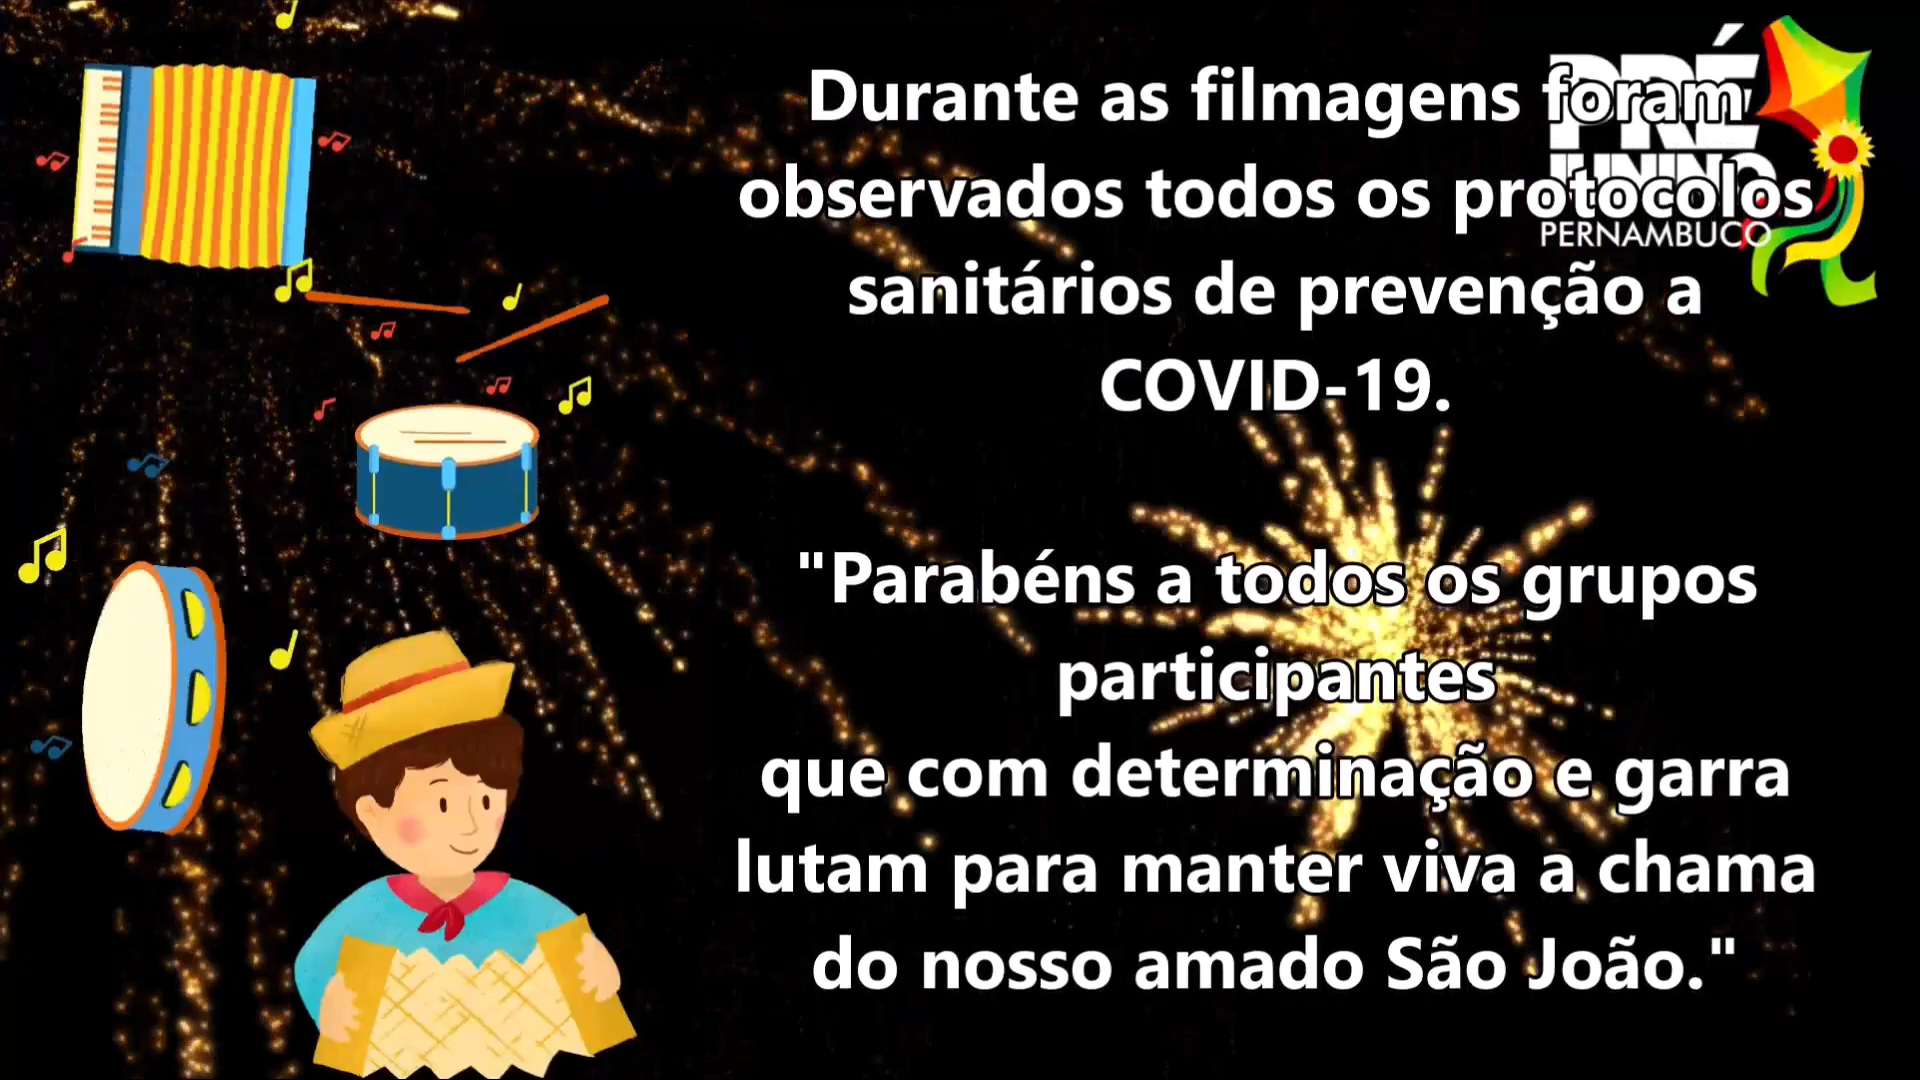 Durante as filmagens foram
observados todos os protocolos
sanitários de prevenção a
COVID-19.
"Parabéns a todos os grupos
participantes
que com determinação e garra
lutam para manter viva a chama
do nosso amado São João."
PRÉ
JUNINO
PERNAMBUCO